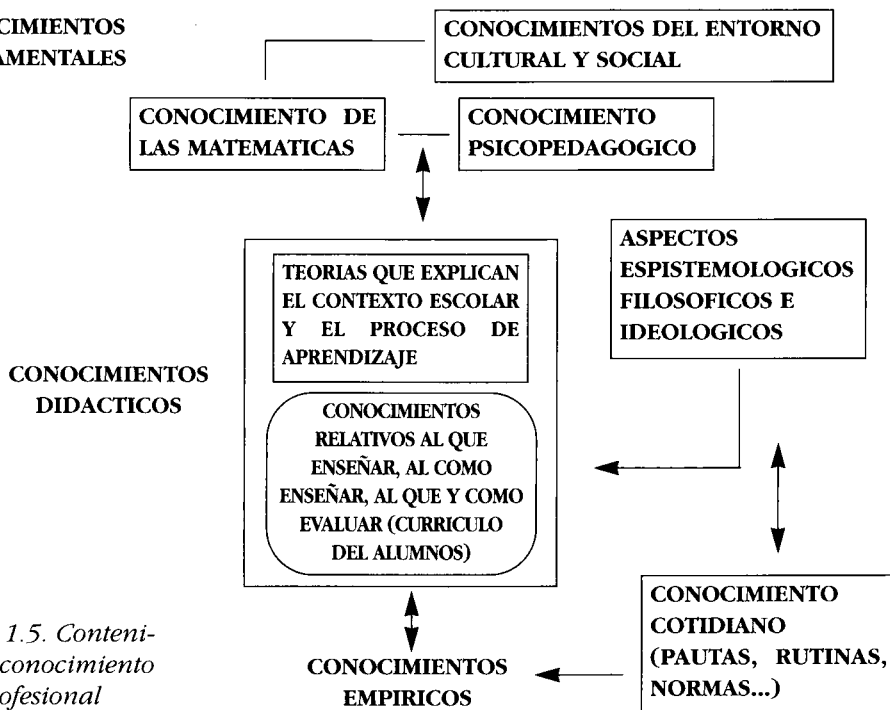 CIMIENTOS
AMENTALES
CONOCIMIENTOS DEL ENTORNO
CULTURAL Y SOCIAL
CONOCIMIENTO DE
LAS MATEMATICAS
CONOCIMIENTO
PSICOPEDAGOGICO
TEORIAS QUE EXPLICAN
EL CONTEXTO ESCOLAR
Y EL PROCESO DE
APRENDIZAJE
ASPECTOS
ESPISTEMOLOGICOS
FILOSOFICOS E
IDEOLOGICOS
CONOCIMIENTOS
DIDACTICOS
CONOCIMIENTOS
RELATIVOS AL QUE
ENSEÑAR, AL COMO
ENSEÑAR, AL QUE Y COMO
EVALUAR (CURRICULO
DEL ALUMNOS)
CONOCIMIENTO
COTIDIANO
(PAUTAS, RUTINAS,
NORMAS...)
1.5. Conteni-
conocimiento
ofesional
CONOCIMIENTOS
EMPIRICOS